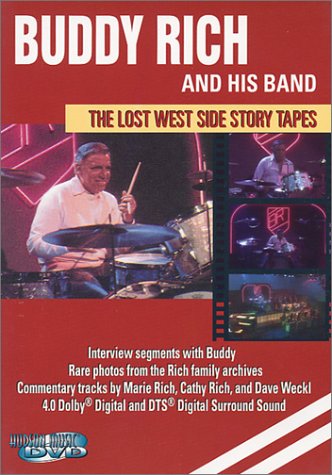 BUDDY RICH
AND HIS BAND
THE LOST WEST SIDE STORY TAPES
Interview segments with Buddy
Rare photos from the Rich family archives
Commentary tracks by Marie Rich, Cathy Rich, and Dave Weckl
4.0 Dolby® Digital and DTS® Digital Surround Sound
HUDSON MUSIC
DVD